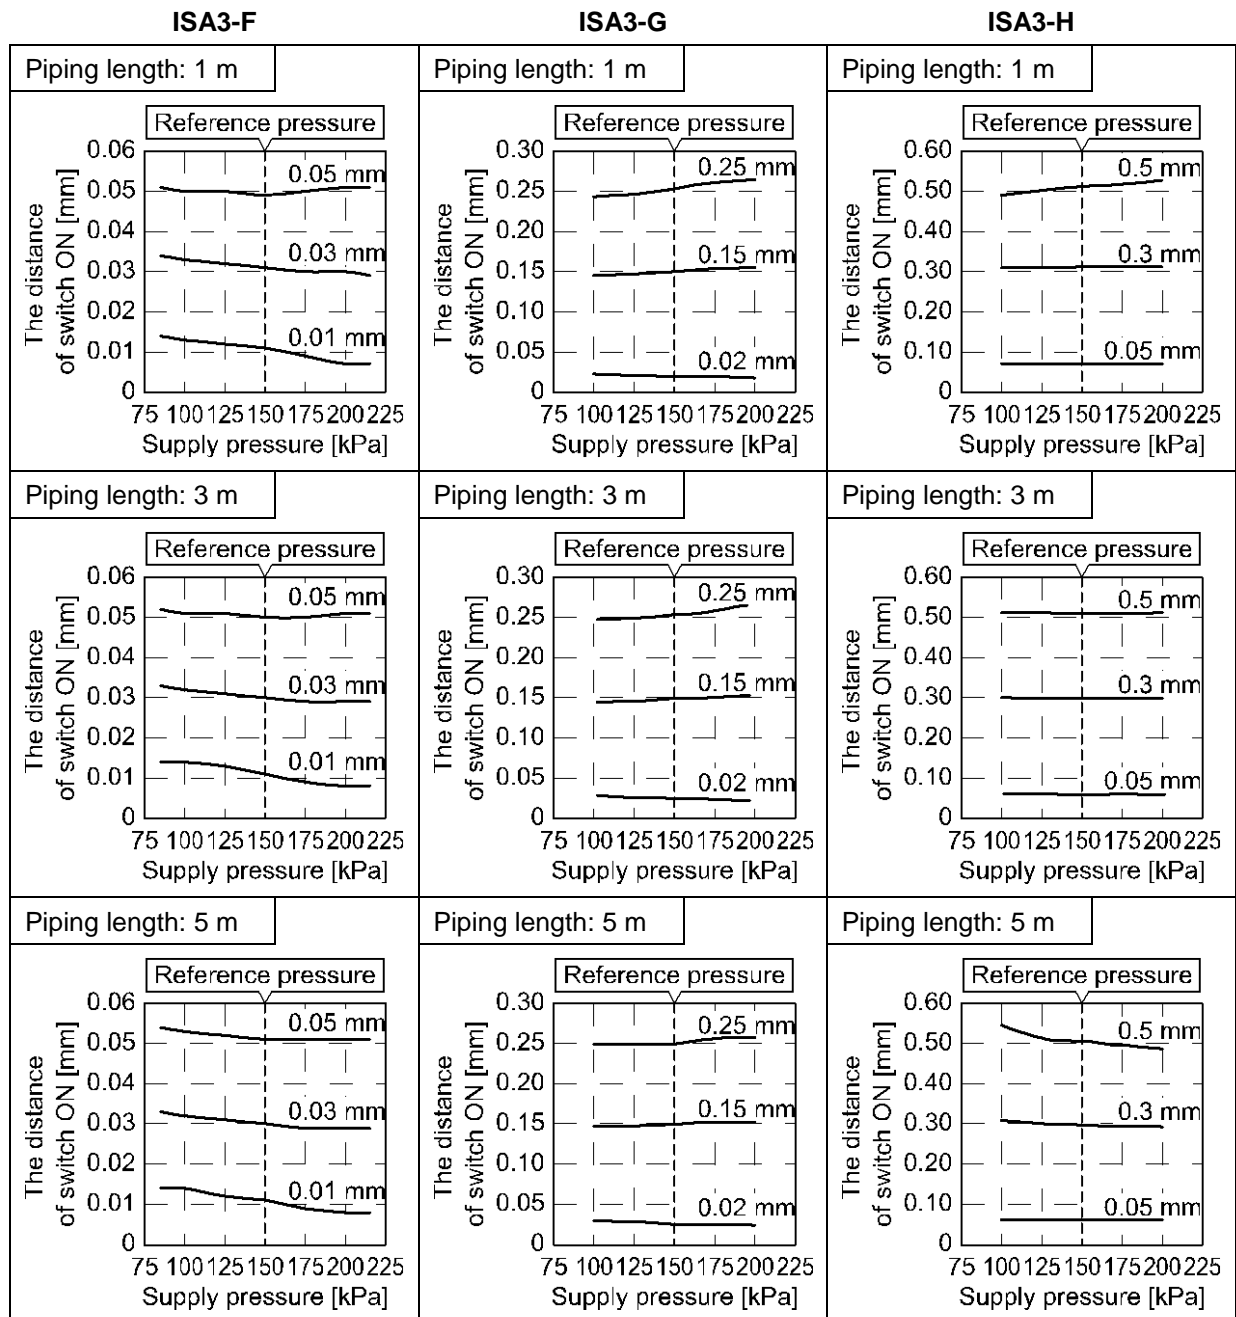 ISA3-F ISA3-G ISA3-H
Piping length: 1 m
Reference pressure
The distance
of switch ON [mm]
0.06
0.05
0.04
0.03
0.02
0.01
0
0.05 mm
0.03 mm
0.01 mm
75 100 125 150 175 200 225
Supply pressure [kPa]
Piping length: 1 m
Reference pressure
The distance
of switch ON [mm]
0.30
0.25
0.20
0.15
0.10
0.05
0
0.25 mm
0.15 mm
0.02 mm
75 100 125 150 175 200 225
Supply pressure [kPa]
Piping length: 1 m
Reference pressure
The distance
of switch ON [mm]
0.60
0.50
0.40
0.30
0.20
0.10
0
0.5 mm
0.3 mm
0.05 mm
75 100 125 150 175 200 225
Supply pressure [kPa]
Piping length: 3 m
Reference pressure
The distance
of switch ON [mm]
0.06
0.05
0.04
0.03
0.02
0.01
0
0.05 mm
0.03 mm
0.01 mm
75 100 125 150 175 200 225
Supply pressure [kPa]
Piping length: 3 m
Reference pressure
The distance
of switch ON [mm]
0.30
0.25
0.20
0.15
0.10
0.05
0
0.25 mm
0.15 mm
0.02 mm
75 100 125 150 175 200 225
Supply pressure [kPa]
Piping length: 3 m
Reference pressure
The distance
of switch ON [mm]
0.60
0.50
0.40
0.30
0.20
0.10
0
0.5 mm
0.3 mm
0.05 mm
75 100 125 150 175 200 225
Supply pressure [kPa]
Piping length: 5 m
Reference pressure
The distance
of switch ON [mm]
0.06
0.05
0.04
0.03
0.02
0.01
0
0.05 mm
0.03 mm
0.01 mm
75 100 125 150 175 200 225
Supply pressure [kPa]
Piping length: 5 m
Reference pressure
The distance
of switch ON [mm]
0.30
0.25
0.20
0.15
0.10
0.05
0
0.25 mm
0.15 mm
0.02 mm
75 100 125 150 175 200 225
Supply pressure [kPa]
Piping length: 5 m
Reference pressure
The distance
of switch ON [mm]
0.60
0.50
0.40
0.30
0.20
0.10
0
0.5 mm
0.3 mm
0.05 mm
75 100 125 150 175 200 225
Supply pressure [kPa]